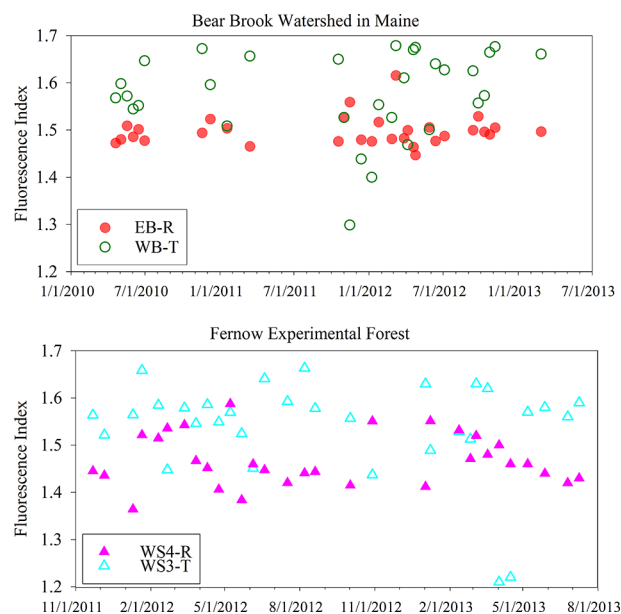 Bear Brook Watershed in Maine
1.7
1.6
1.5
1.4
1.3
1.2
Fluorescence Index
EB-R
WB-T
1/1/2010 7/1/2010 1/1/2011 7/1/2011 1/1/2012 7/1/2012 1/1/2013 7/1/2013
Fernow Experimental Forest
1.7
1.6
1.5
1.4
1.3
1.2
Fluorescence Index
WS4-R
WS3-T
11/1/2011 2/1/2012 5/1/2012 8/1/2012 11/1/2012 2/1/2013 5/1/2013 8/1/2013